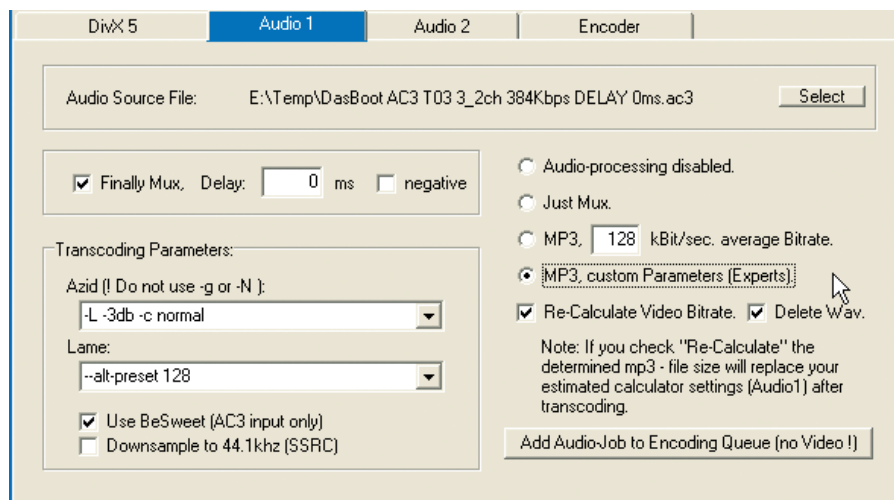 DivX 5
Audio 1
Audio 2
Encoder
Audio Source File:
E:\Temp\DasBoot AC3 T03 3_2ch 384Kbps DELAY 0ms.ac3
Select
Finally Mux, Delay: 0 ms negative
Transcoding Parameters:
Azid (! Do not use -g or -N ):
-L -3db -c normal
Lame:
--alt-preset 128
Use BeSweet (AC3 input only)
Downsample to 44.1khz (SSRC)
Audio-processing disabled.
Just Mux.
MP3, 128 kBit/sec. average Bitrate.
MP3, custom Parameters (Experts).
Re-Calculate Video Bitrate. Delete Wav.
Note: If you check "Re-Calculate" the
determined mp3 - file size will replace your
estimated calculator settings (Audio1) after
transcoding.
Add Audio-Job to Encoding Queue (no Video !)